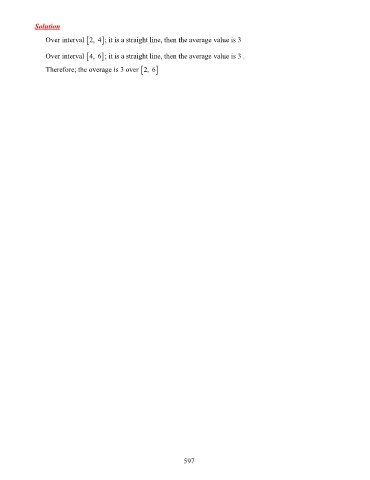 Solution
Over interval [2, 4]; it is a straight line, then the average value is 3
Over interval [4, 6]; it is a straight line, then the average value is 3 .
Therefore; the overage is 3 over [2, 6]
597